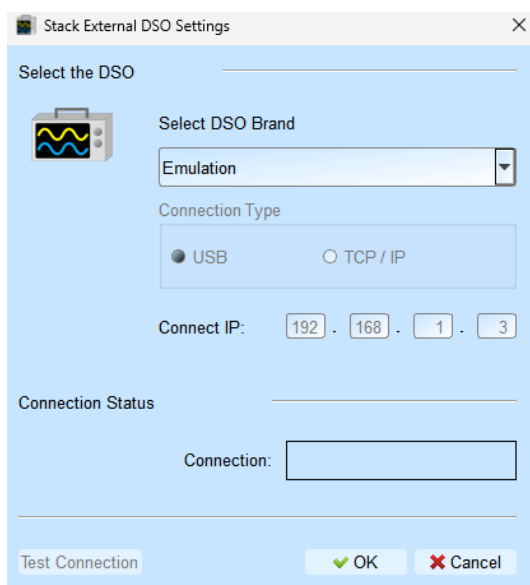 Stack External DSO Settings
Select the DSO
Select DSO Brand
Emulation
Connection Type
USB
TCP / IP
Connect IP: 192 . 168 . 1 . 3
Connection Status
Connection:
Test Connection
OK
Cancel